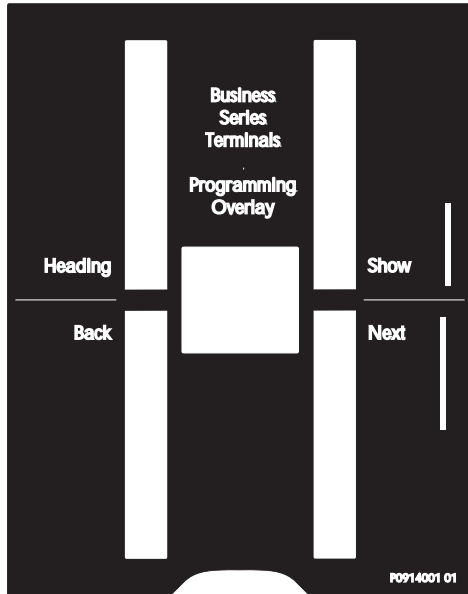 Business
Series
Terminals
Programming
Overlay
Heading
Show
Back
Next
P0914001 01